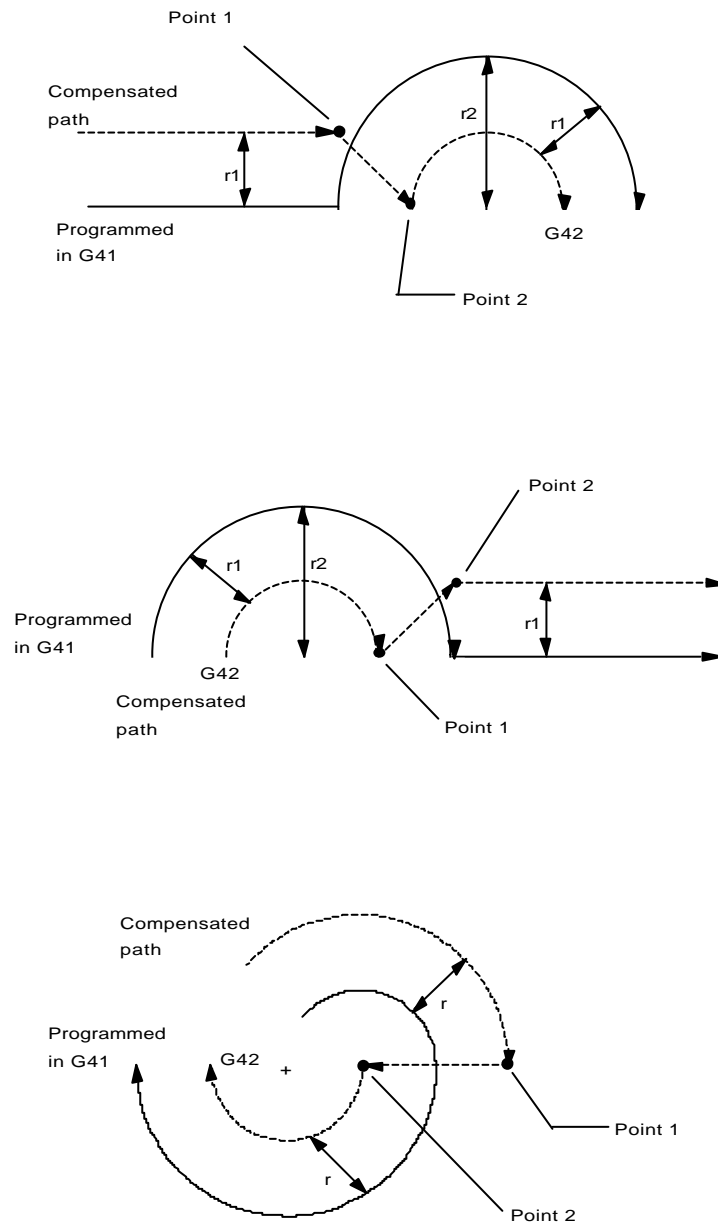 Point 1
Compensated
path
r2
r1
r1
Programmed
in G41
G42
Point 2
Point 2
r1
r2
Programmed
in G41
r1
G42
Compensated
path
Point 1
Compensated
path
r
Programmed
in G41
G42
+
Point 1
r
Point 2